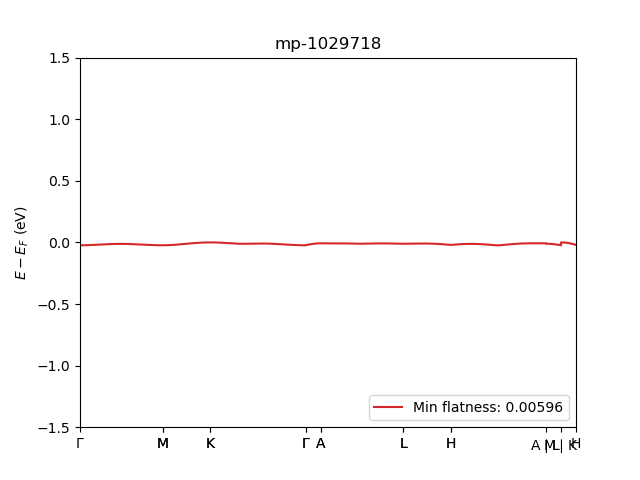 mp-1029718
1.5
1.0
0.5
0.0
−0.5
−1.0
−1.5
E − E_F (eV)
Min flatness: 0.00596
Γ M K Γ A L H A | M L | K H